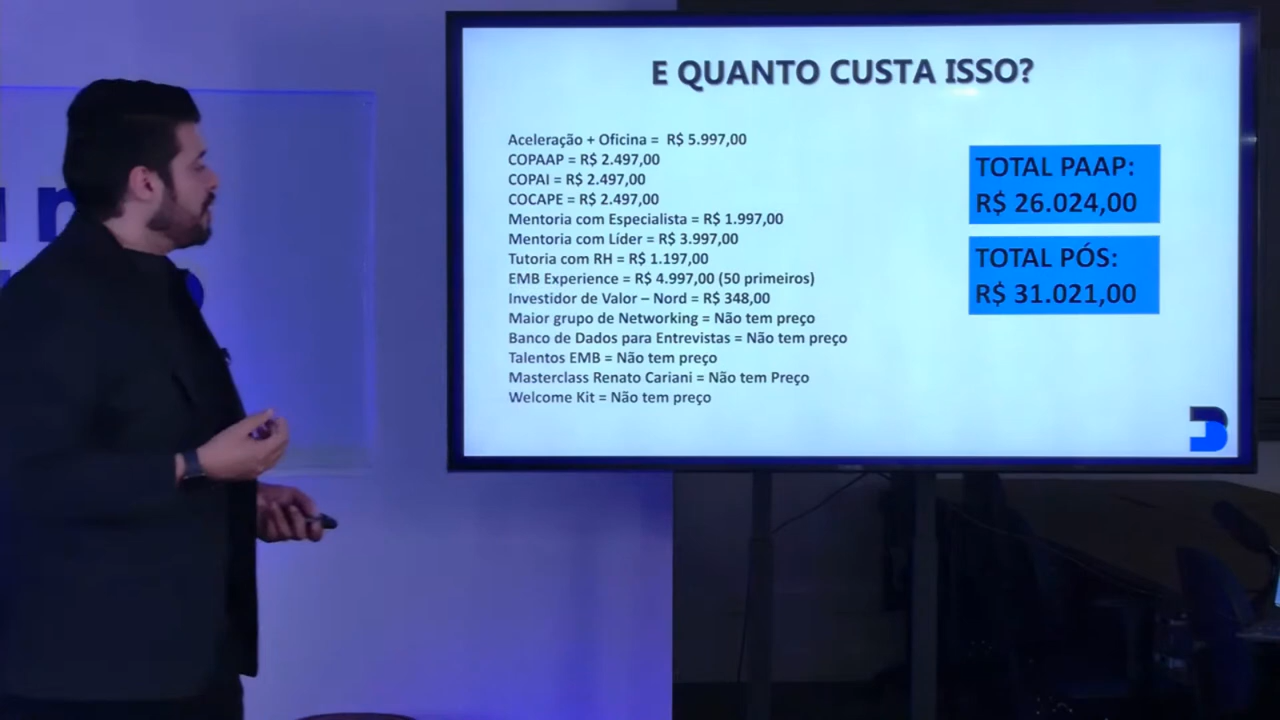 E QUANTO CUSTA ISSO?
Aceleração + Oficina = R$ 5.997,00
COPAAP = R$ 2.497,00
COPAI = R$ 2.497,00
COCAPE = R$ 2.497,00
Mentoria com Especialista = R$ 1.997,00
Mentoria com Líder = R$ 3.997,00
Tutoria com RH = R$ 1.197,00
EMB Experience = R$ 4.997,00 (50 primeiros)
Investidor de Valor – Nord = R$ 348,00
Maior grupo de Networking = Não tem preço
Banco de Dados para Entrevistas = Não tem preço
Talentos EMB = Não tem preço
Masterclass Renato Cariani = Não tem Preço
Welcome Kit = Não tem preço
TOTAL PAAP:
R$ 26.024,00
TOTAL PÓS:
R$ 31.021,00